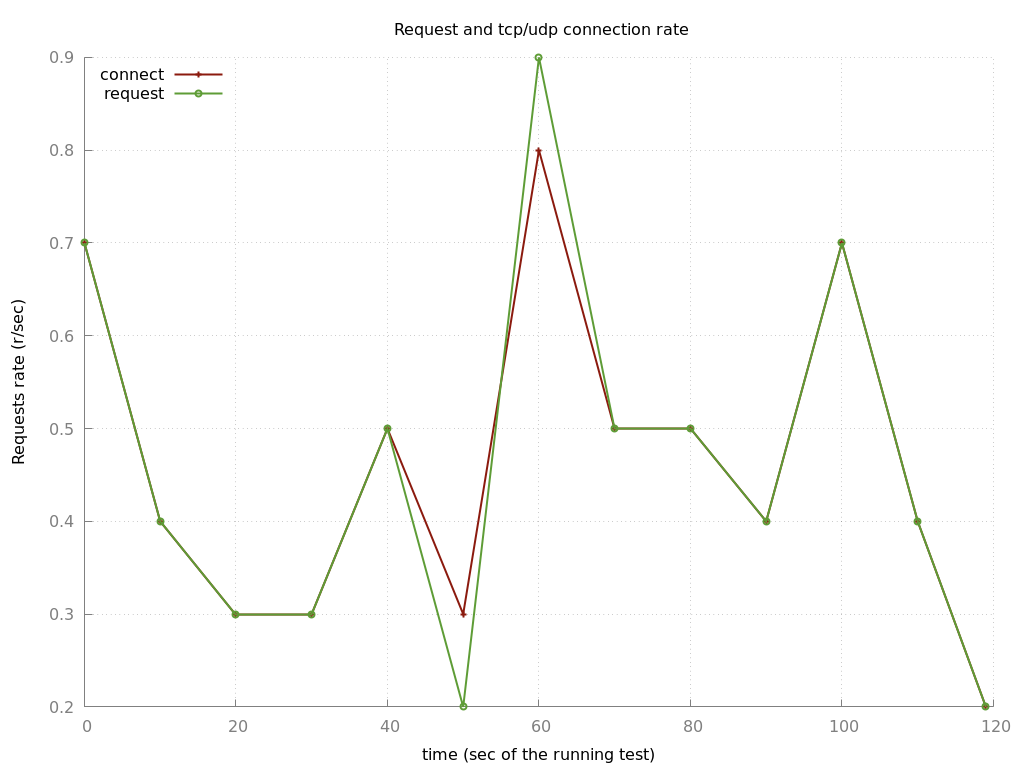 Request and tcp/udp connection rate
connect
request
0.9
0.8
0.7
0.6
0.5
0.4
0.3
0.2
Requests rate (r/sec)
0 20 40 60 80 100 120
time (sec of the running test)